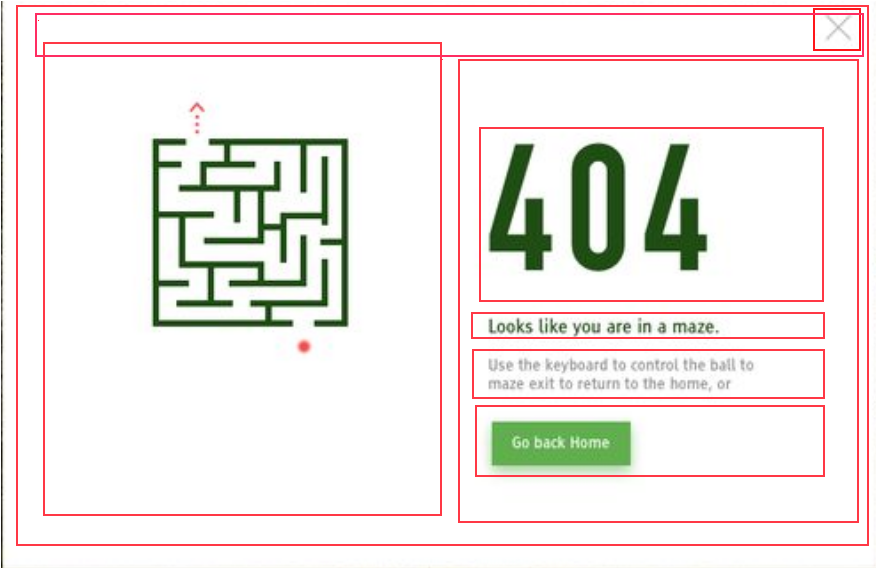 404
Looks like you are in a maze.
Use the keyboard to control the ball to
maze exit to return to the home, or
Go back Home